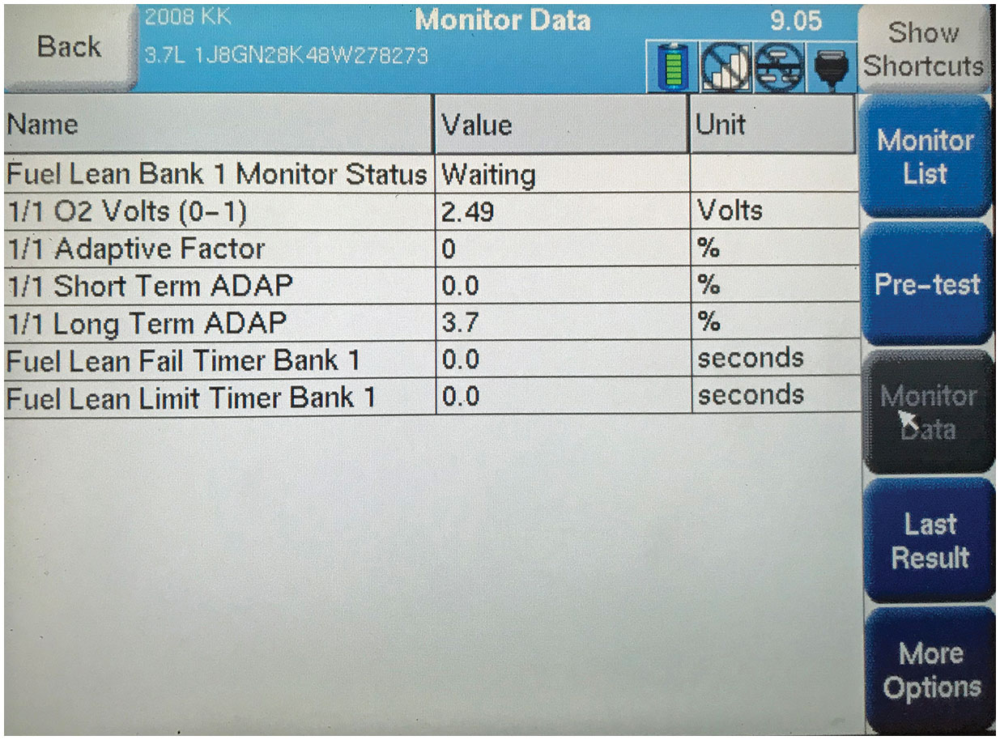 Back
2008 KK
Monitor Data
9.05
Show
Shortcuts
3.7L 1J8GN28K48W278273
Name Value Unit
Fuel Lean Bank 1 Monitor Status Waiting
1/1 O2 Volts (0-1) 2.49 Volts
1/1 Adaptive Factor 0 %
1/1 Short Term ADAP 0.0 %
1/1 Long Term ADAP 3.7 %
Fuel Lean Fail Timer Bank 1 0.0 seconds
Fuel Lean Limit Timer Bank 1 0.0 seconds
Monitor
List
Pre-test
Monitor
Data
Last
Result
More
Options